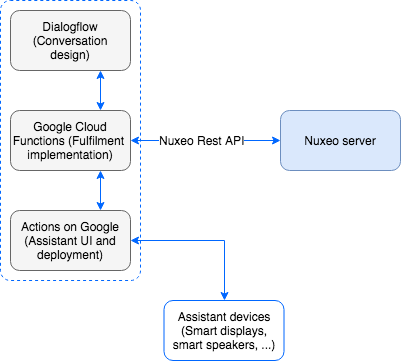 Dialogflow
(Conversation
design)
Google Cloud
Functions (Fulfilment
implementation)
Nuxeo Rest API
Nuxeo server
Actions on Google
(Assistant UI and
deployment)
Assistant devices
(Smart displays,
smart speakers, ...)